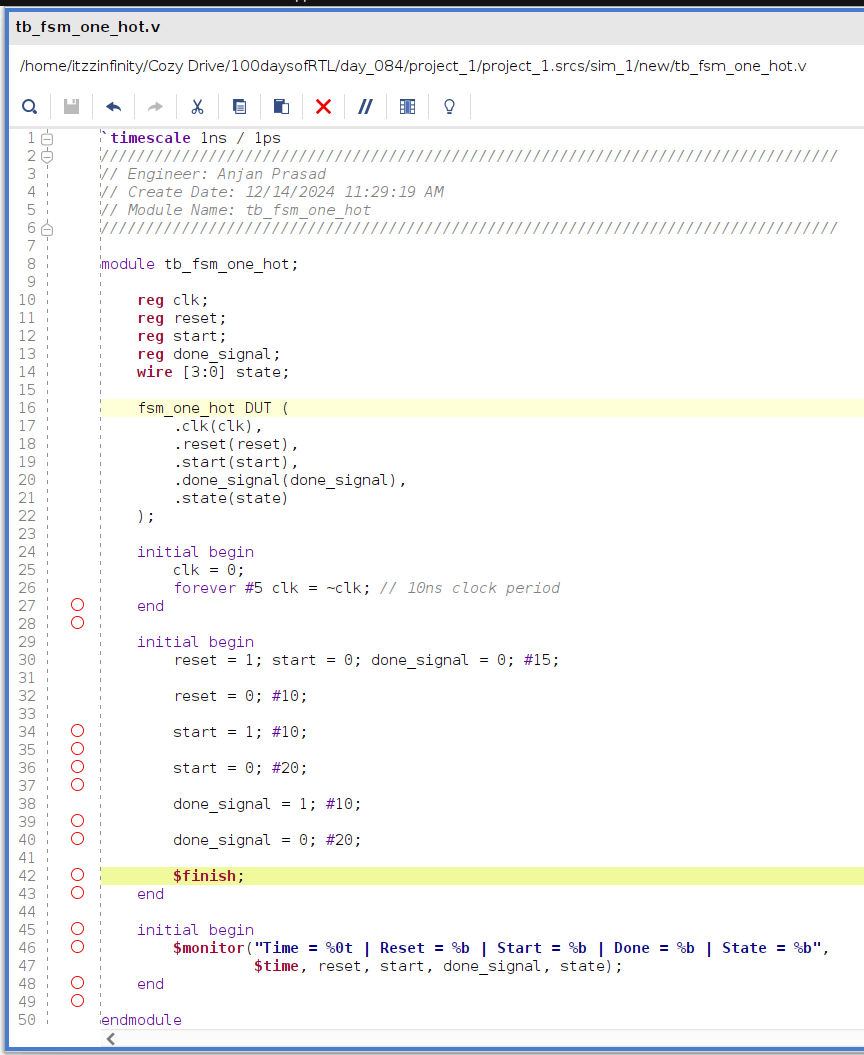 tb_fsm_one_hot.v
/home/itzzinfinity/Cozy Drive/100daysofRTL/day_084/project_1/project_1.srcs/sim_1/new/tb_fsm_one_hot.v
1 `timescale 1ns / 1ps
2 //////////////////////////////////////////////////////////////////////////////////
3 // Engineer: Anjan Prasad
4 // Create Date: 12/14/2024 11:29:19 AM
5 // Module Name: tb_fsm_one_hot
6 //////////////////////////////////////////////////////////////////////////////////
7
8 module tb_fsm_one_hot;
9
10     reg clk;
11     reg reset;
12     reg start;
13     reg done_signal;
14     wire [3:0] state;
15
16     fsm_one_hot DUT (
17         .clk(clk),
18         .reset(reset),
19         .start(start),
20         .done_signal(done_signal),
21         .state(state)
22     );
23
24     initial begin
25         clk = 0;
26         forever #5 clk = ~clk; // 10ns clock period
27     end
28
29     initial begin
30         reset = 1; start = 0; done_signal = 0; #15;
31
32         reset = 0; #10;
33
34         start = 1; #10;
35
36         start = 0; #20;
37
38         done_signal = 1; #10;
39
40         done_signal = 0; #20;
41
42         $finish;
43     end
44
45     initial begin
46         $monitor("Time = %0t | Reset = %b | Start = %b | Done = %b | State = %b",
47                  $time, reset, start, done_signal, state);
48     end
49
50 endmodule